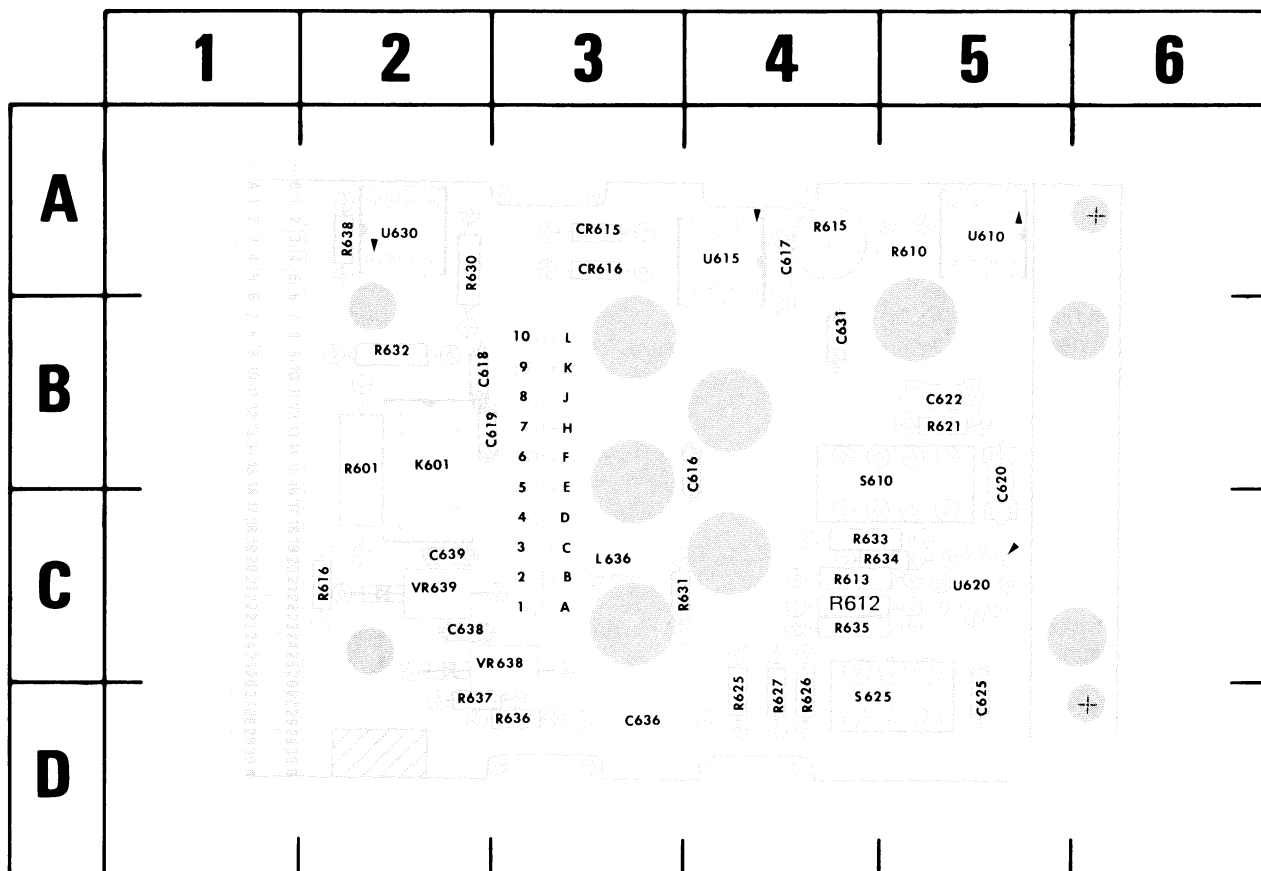 1 2 3 4 5 6
A
R638 U630 R630 CR615 CR616 U615 C617 R615 R610 U610
B
R632 C618 C619 R601 K601
10 L
9 K
8 J
7 H
6 F
5 E
4 D
3 C
2 B
1 A
C631 C622 R621 C616 S610 C620
C
R616 C639 VR639 C638 VR638 L636 R631
R633
R634
R613
R612
R635
U620
D
R637 R636 C636 R625 R627 R626 S625 C625